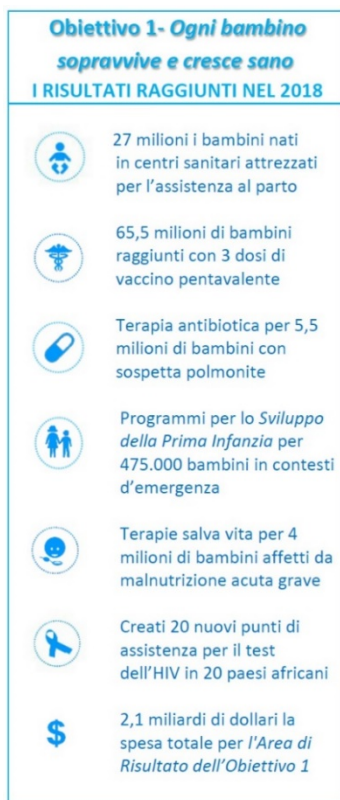 Obiettivo 1- Ogni bambino
sopravvive e cresce sano
I RISULTATI RAGGIUNTI NEL 2018
27 milioni i bambini nati
in centri sanitari attrezzati
per l’assistenza al parto
65,5 milioni di bambini
raggiunti con 3 dosi di
vaccino pentavalente
Terapia antibiotica per 5,5
milioni di bambini con
sospetta polmonite
Programmi per lo Sviluppo
della Prima Infanzia per
475.000 bambini in contesti
d’emergenza
Terapie salva vita per 4
milioni di bambini affetti da
malnutrizione acuta grave
Creati 20 nuovi punti di
assistenza per il test
dell’HIV in 20 paesi africani
$
2,1 miliardi di dollari la
spesa totale per l'Area di
Risultato dell’Obiettivo 1